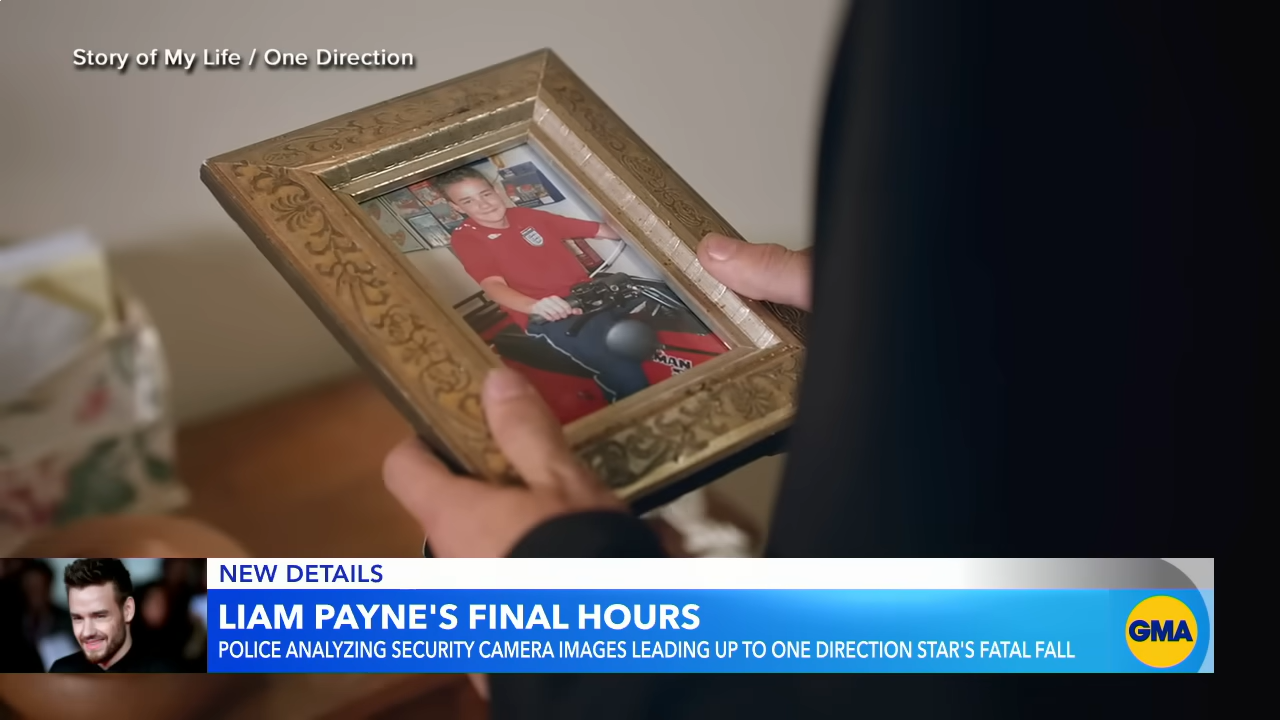 Story of My Life / One Direction
MAN
NEW DETAILS
LIAM PAYNE'S FINAL HOURS
POLICE ANALYZING SECURITY CAMERA IMAGES LEADING UP TO ONE DIRECTION STAR'S FATAL FALL
GMA